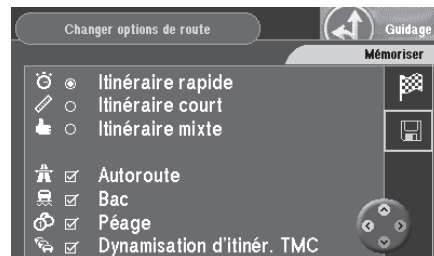 Changer options de route
Guidage
Mémoriser
Itinéraire rapide
Itinéraire court
Itinéraire mixte
Autoroute
Bac
Péage
Dynamisation d'itinér. TMC